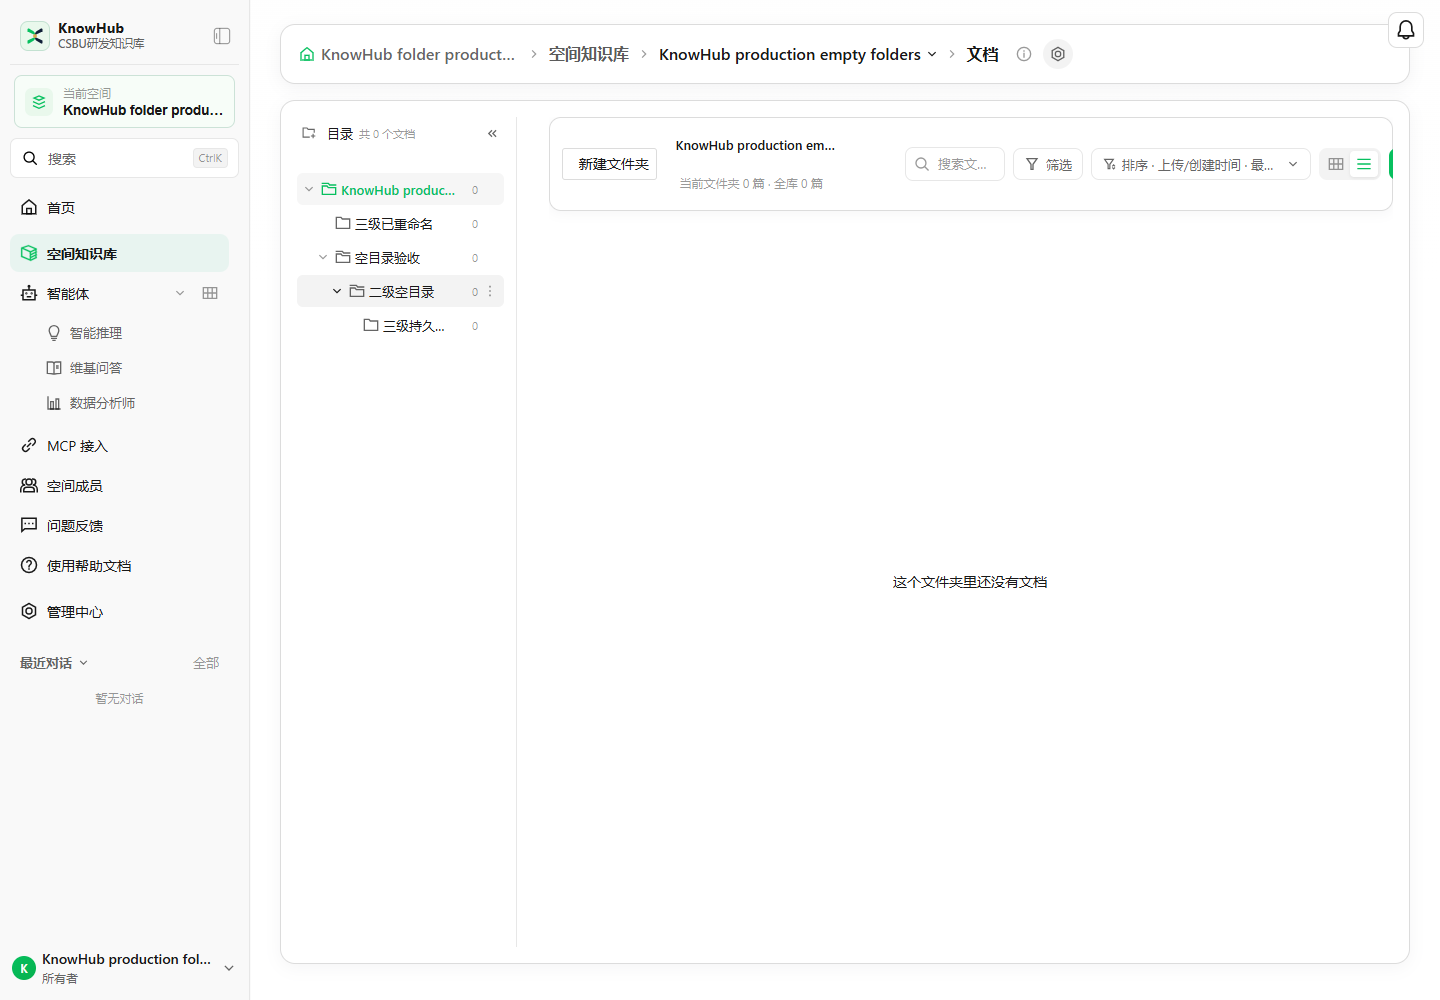 KnowHub
CSBU研发知识库
当前空间
KnowHub folder produ...
搜索
CtrlK
首页
空间知识库
智能体
智能推理
维基问答
数据分析师
MCP 接入
空间成员
问题反馈
使用帮助文档
管理中心
最近对话
全部
暂无对话
K
KnowHub production fol...
所有者
KnowHub folder product... › 空间知识库 › KnowHub production empty folders › 文档
目录 共 0 个文档
KnowHub produc... 0
三级已重命名 0
空目录验收 0
二级空目录 0
三级持久... 0
新建文件夹
KnowHub production em...
当前文件夹 0 篇 · 全库 0 篇
搜索文...
筛选
排序 · 上传/创建时间 · 最...
这个文件夹里还没有文档